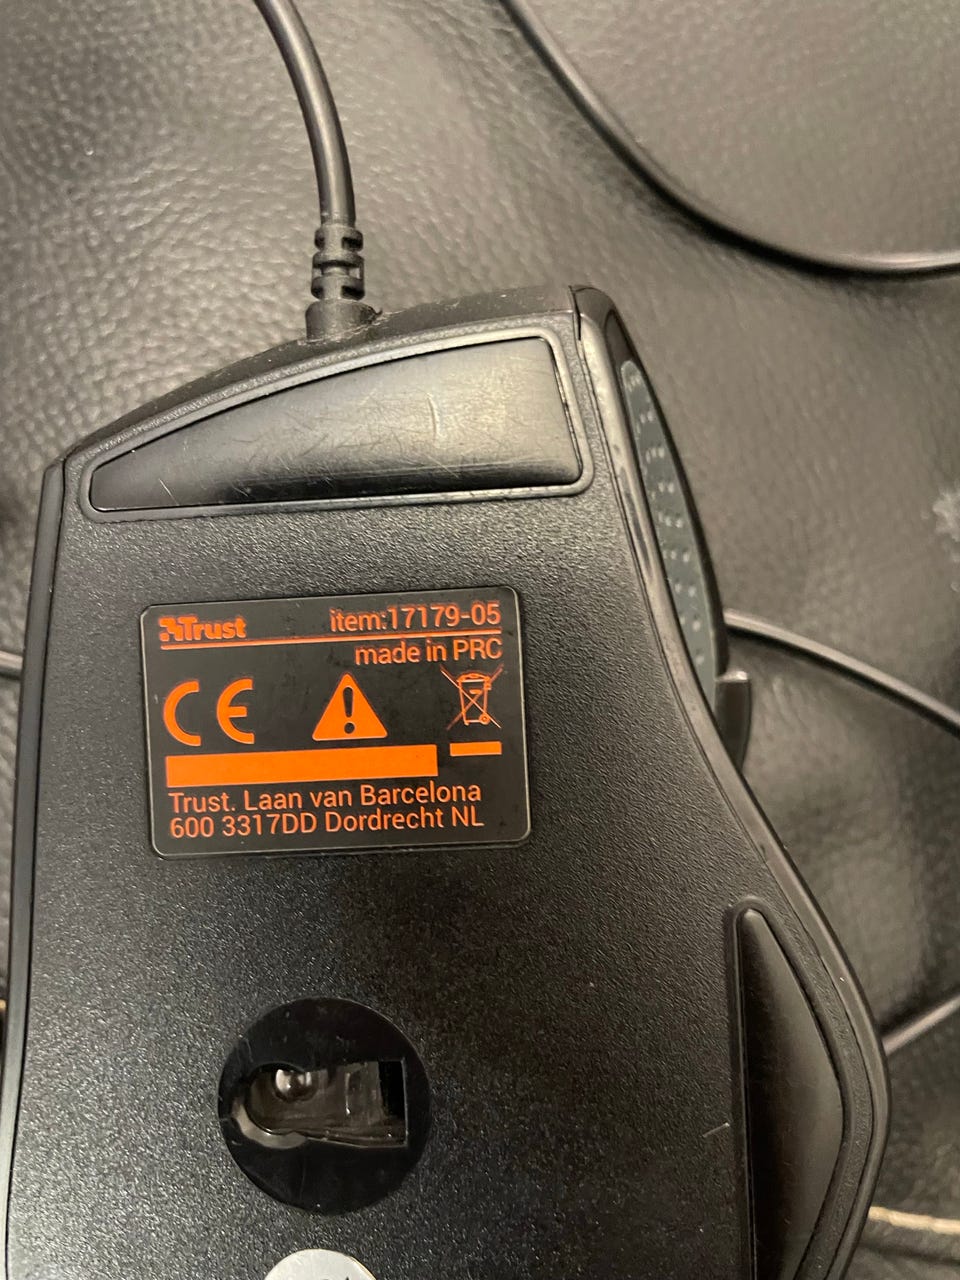 Trust item:17179-05
made in PRC
CE
Trust. Laan van Barcelona
600 3317DD Dordrecht NL